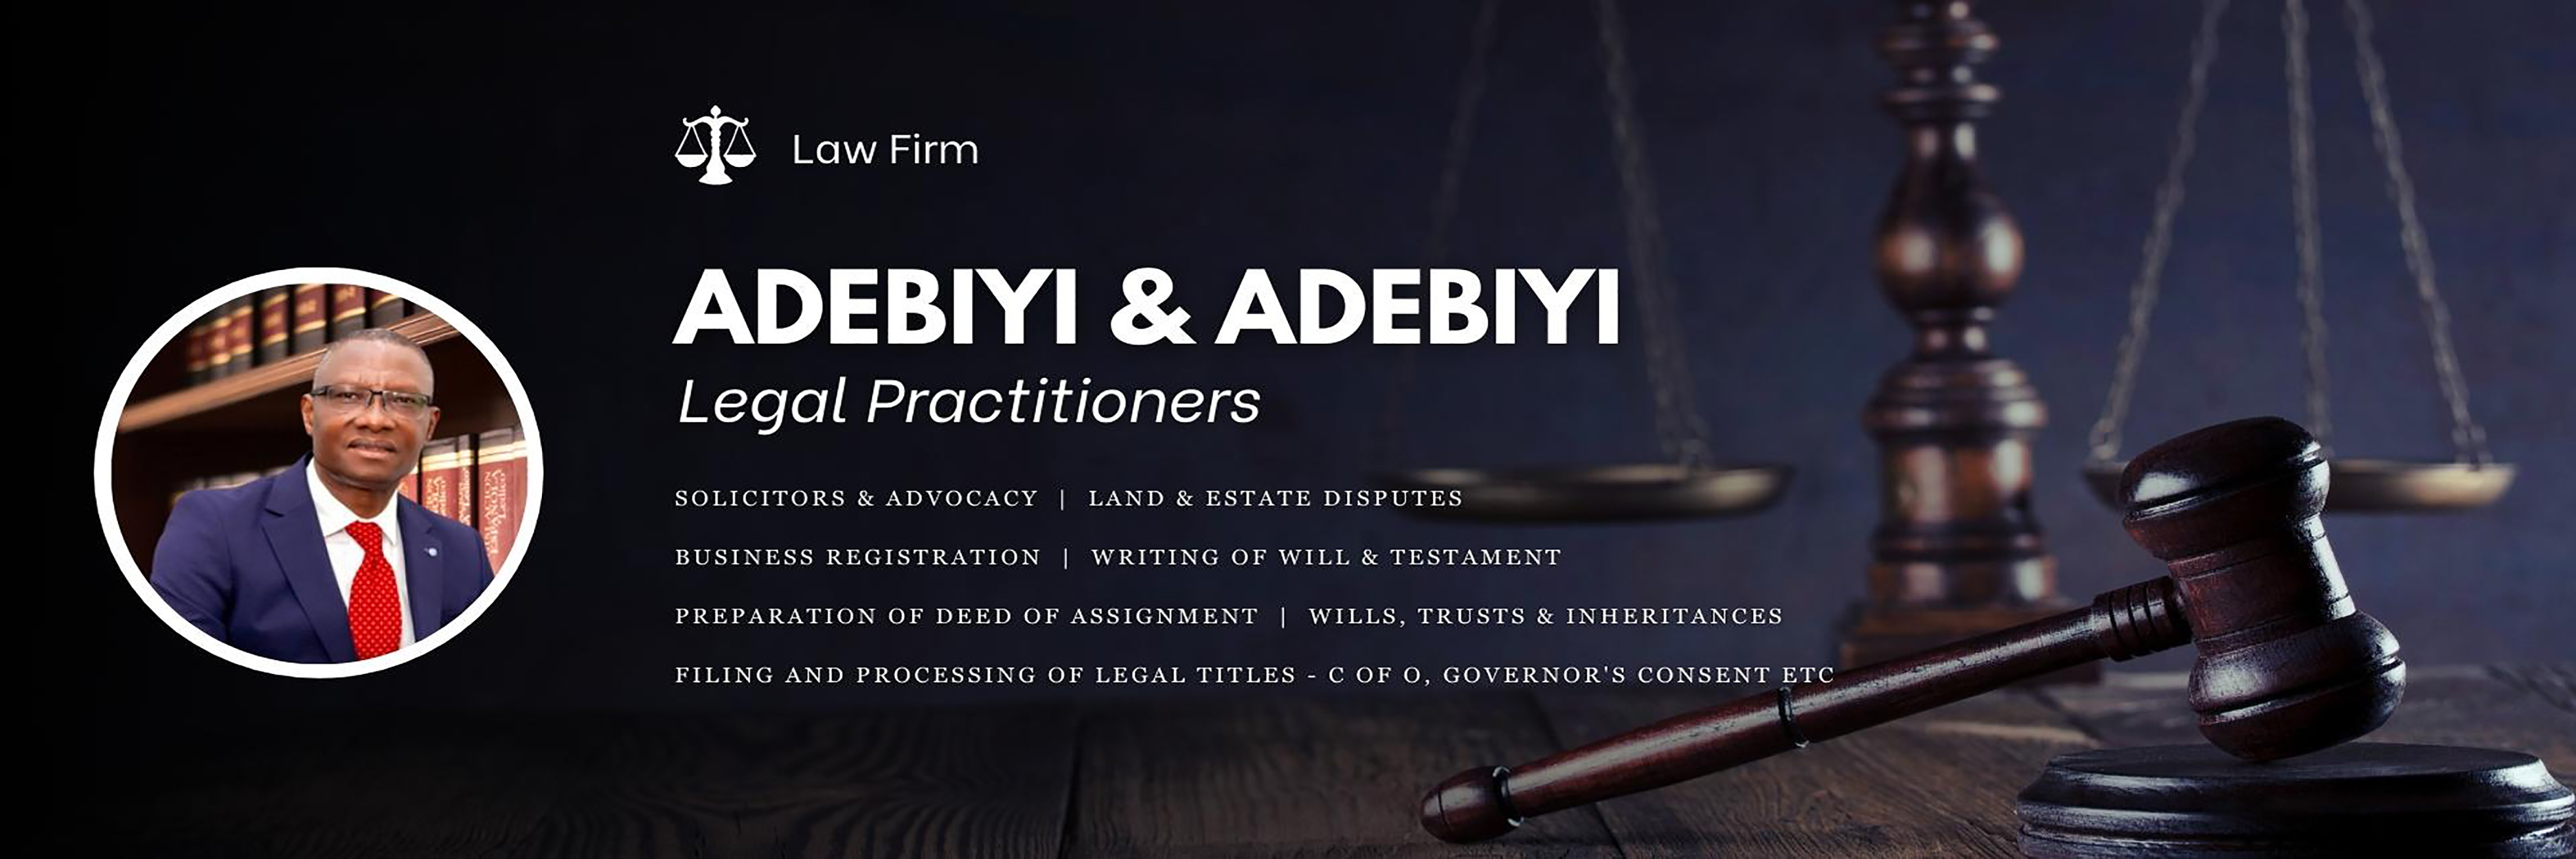 Law Firm
ADEBIYI & ADEBIYI
Legal Practitioners
SOLICITORS & ADVOCACY | LAND & ESTATE DISPUTES
BUSINESS REGISTRATION | WRITING OF WILL & TESTAMENT
PREPARATION OF DEED OF ASSIGNMENT | WILLS, TRUSTS & INHERITANCES
FILING AND PROCESSING OF LEGAL TITLES - C OF O, GOVERNOR'S CONSENT ETC